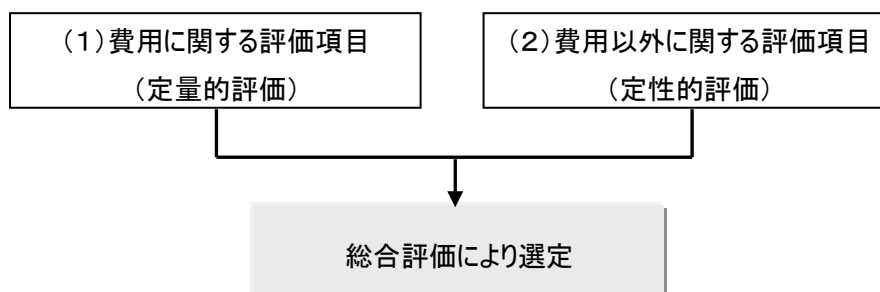 （１）費用に関する評価項目
（定量的評価）
（２）費用以外に関する評価項目
（定性的評価）
総合評価により選定